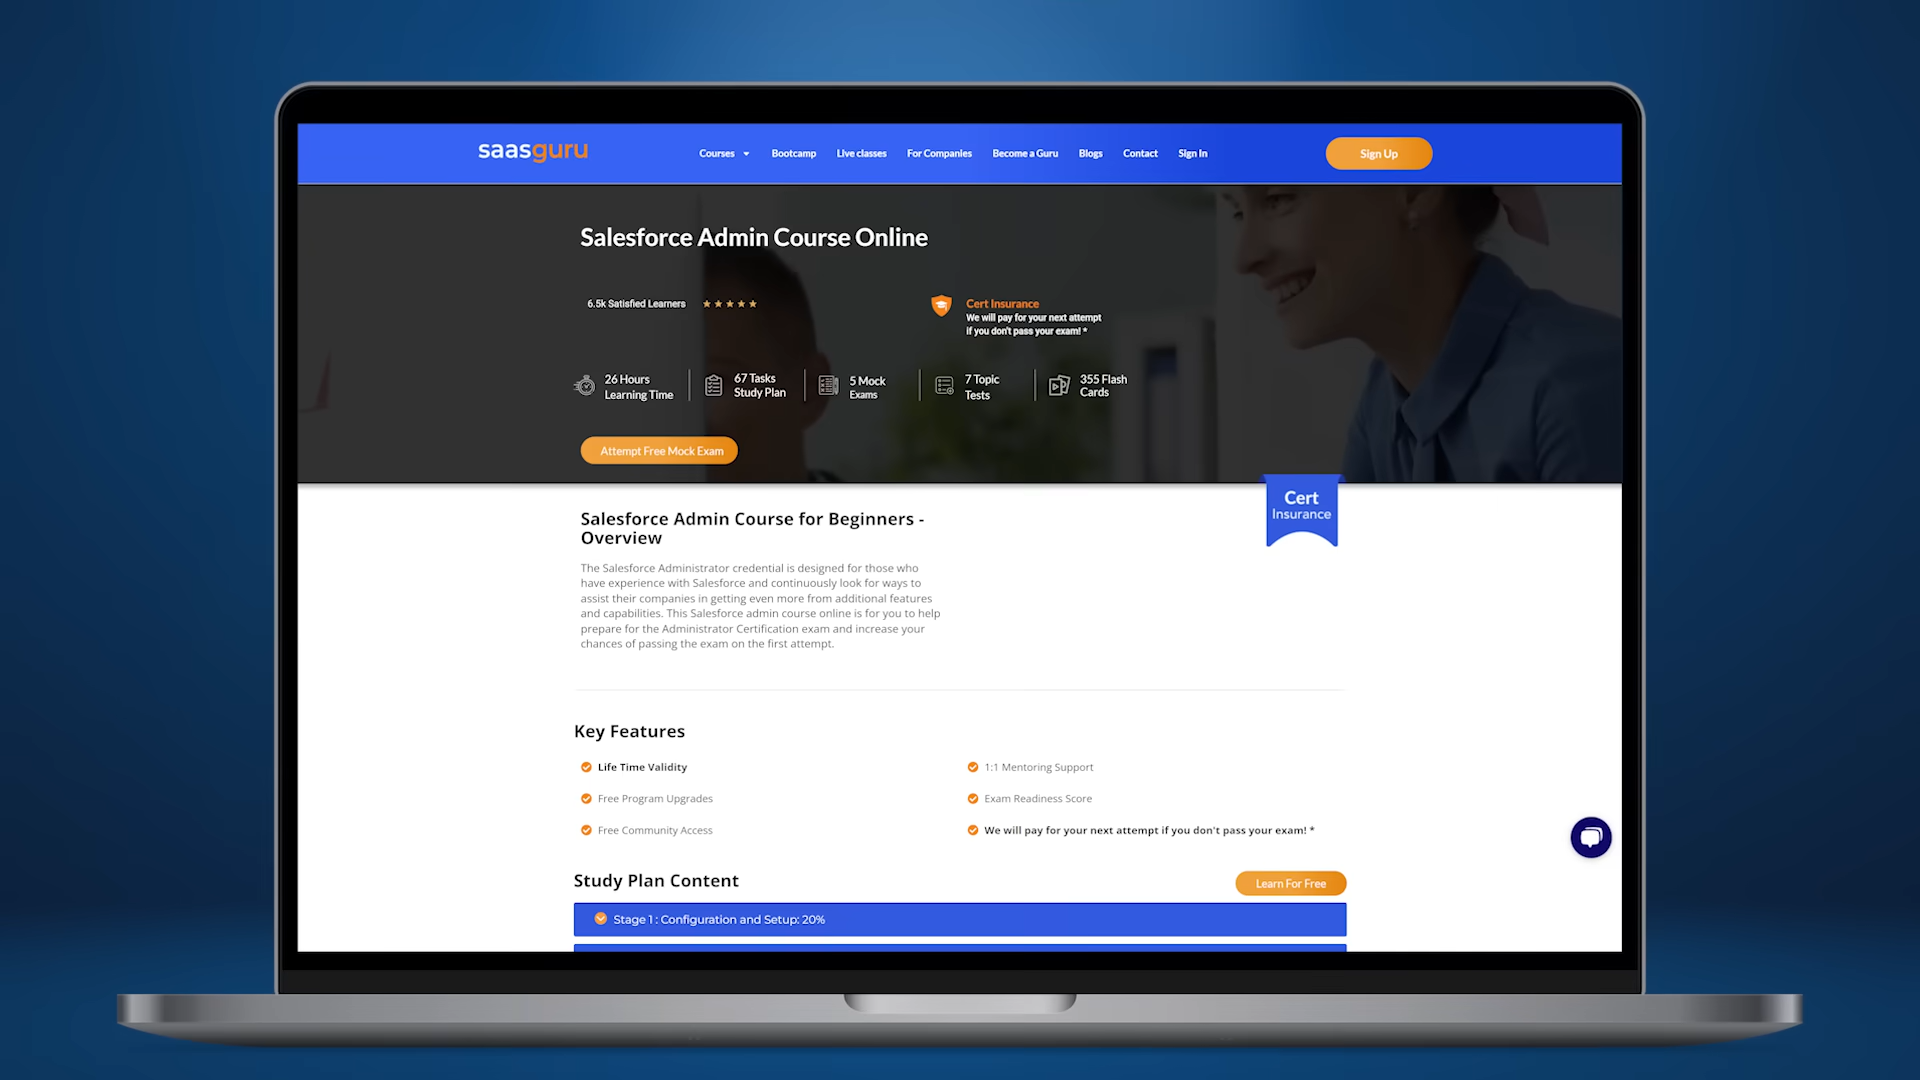 saasguru
Courses
Bootcamp
Live classes
For Companies
Become a Guru
Blogs
Contact
Sign In
Sign Up
Salesforce Admin Course Online
6.5k Satisfied Learners
Cert Insurance
We will pay for your next attempt
if you don't pass your exam! *
26 Hours
Learning Time
67 Tasks
Study Plan
5 Mock
Exams
7 Topic
Tests
355 Flash
Cards
Attempt Free Mock Exam
Cert
Insurance
Salesforce Admin Course for Beginners -
Overview
The Salesforce Administrator credential is designed for those who
have experience with Salesforce and continuously look for ways to
assist their companies in getting even more from additional features
and capabilities. This Salesforce admin course online is for you to help
prepare for the Administrator Certification exam and increase your
chances of passing the exam on the first attempt.
Key Features
Life Time Validity
1:1 Mentoring Support
Free Program Upgrades
Exam Readiness Score
Free Community Access
We will pay for your next attempt if you don't pass your exam! *
Study Plan Content
Learn For Free
Stage 1 : Configuration and Setup: 20%